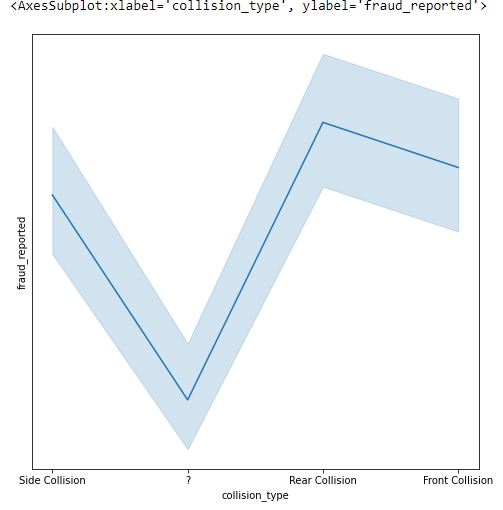 <AxesSubplot:xlabel='collision_type', ylabel='fraud_reported'>
fraud_reported
Side Collision ? Rear Collision Front Collision
collision_type